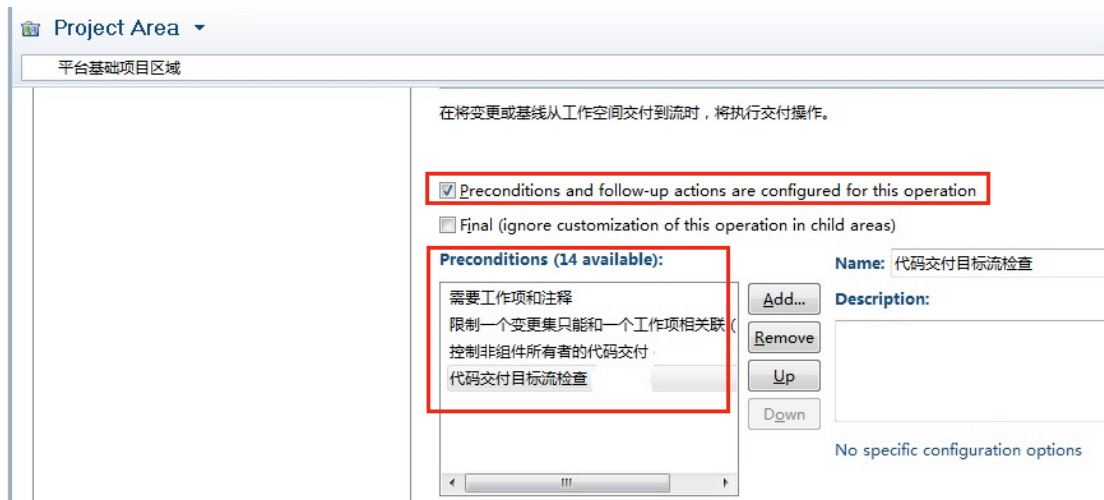 Project Area
平台基础项目区域
在将变更或基线从工作空间交付到流时，将执行交付操作。
Preconditions and follow-up actions are configured for this operation
Final (ignore customization of this operation in child areas)
Preconditions (14 available):
需要工作项和注释
限制一个变更集只能和一个工作项相关联 (
控制非组件所有者的代码交付
代码交付目标流检查
Add...
Remove
Up
Down
Name: 代码交付目标流检查
Description:
No specific configuration options